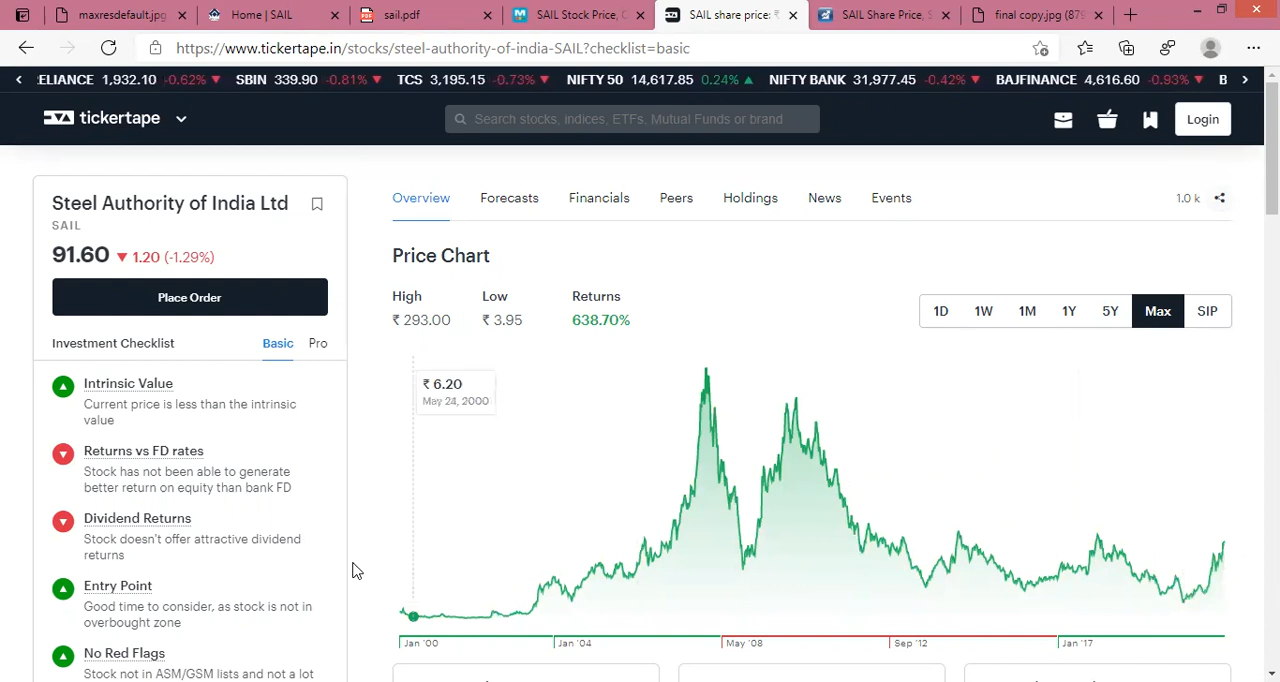 maxresdefault.jpg
Home | SAIL
sail.pdf
SAIL Stock Price, C
SAIL share price: ₹
SAIL Share Price, S
final copy.jpg (879
https://www.tickertape.in/stocks/steel-authority-of-india-SAIL?checklist=basic
ELIANCE 1,932.10 -0.62% ▼ SBIN 339.90 -0.81% ▼ TCS 3,195.15 -0.73% ▼ NIFTY 50 14,617.85 0.24% ▲ NIFTY BANK 31,977.45 -0.42% ▼ BAJFINANCE 4,616.60 -0.93% ▼ B
tickertape
Search stocks, indices, ETFs, Mutual Funds or brand
Login
Steel Authority of India Ltd
SAIL
91.60 ▼ 1.20 (-1.29%)
Place Order
Investment Checklist Basic Pro
Intrinsic Value
Current price is less than the intrinsic
value
Returns vs FD rates
Stock has not been able to generate
better return on equity than bank FD
Dividend Returns
Stock doesn't offer attractive dividend
returns
Entry Point
Good time to consider, as stock is not in
overbought zone
No Red Flags
Stock not in ASM/GSM lists and not a lot
Overview Forecasts Financials Peers Holdings News Events
1.0 k
Price Chart
High Low Returns
₹ 293.00 ₹ 3.95 638.70%
1D 1W 1M 1Y 5Y Max SIP
₹ 6.20
May 24, 2000
Jan '00 Jan '04 May '08 Sep '12 Jan '17